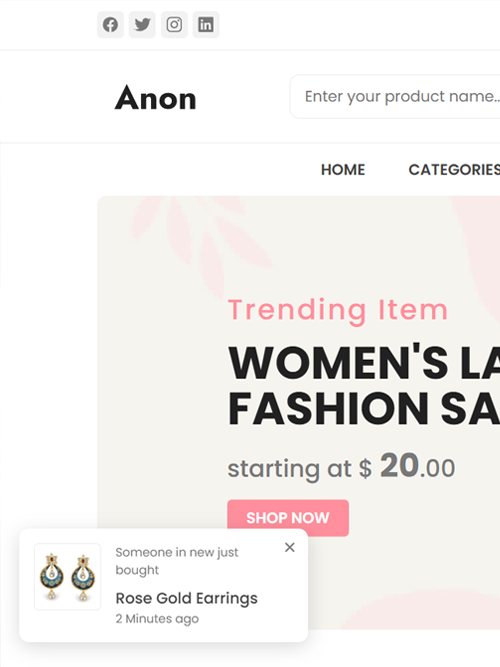 Anon
Enter your product name..
HOME CATEGORIES
Trending Item
WOMEN'S LA
FASHION SA
starting at $ 20.00
SHOP NOW
Someone in new just
bought
Rose Gold Earrings
2 Minutes ago